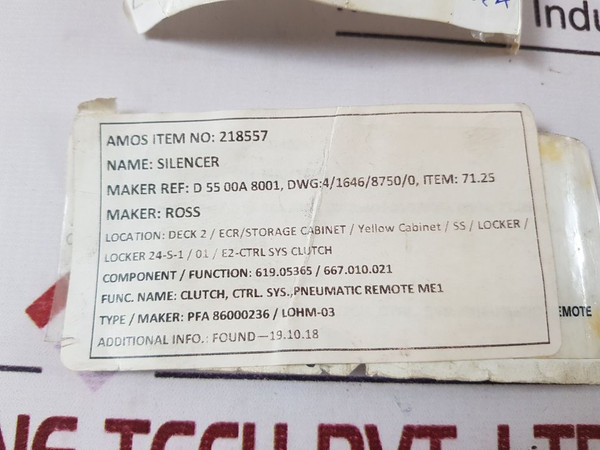 Indu
AMOS ITEM NO: 218557
NAME: SILENCER
MAKER REF: D 55 00A 8001, DWG:4/1646/8750/0, ITEM: 71.25
MAKER: ROSS
LOCATION: DECK 2 / ECR/STORAGE CABINET / Yellow Cabinet / SS / LOCKER /
LOCKER 24-S-1 / 01 / E2-CTRL SYS CLUTCH
COMPONENT / FUNCTION: 619.05365 / 667.010.021
FUNC. NAME: CLUTCH, CTRL. SYS.,PNEUMATIC REMOTE ME1
EMOTE
TYPE / MAKER: PFA 86000236 / LOHM-03
ADDITIONAL INFO.: FOUND—19.10.18
TECH PVT. LT